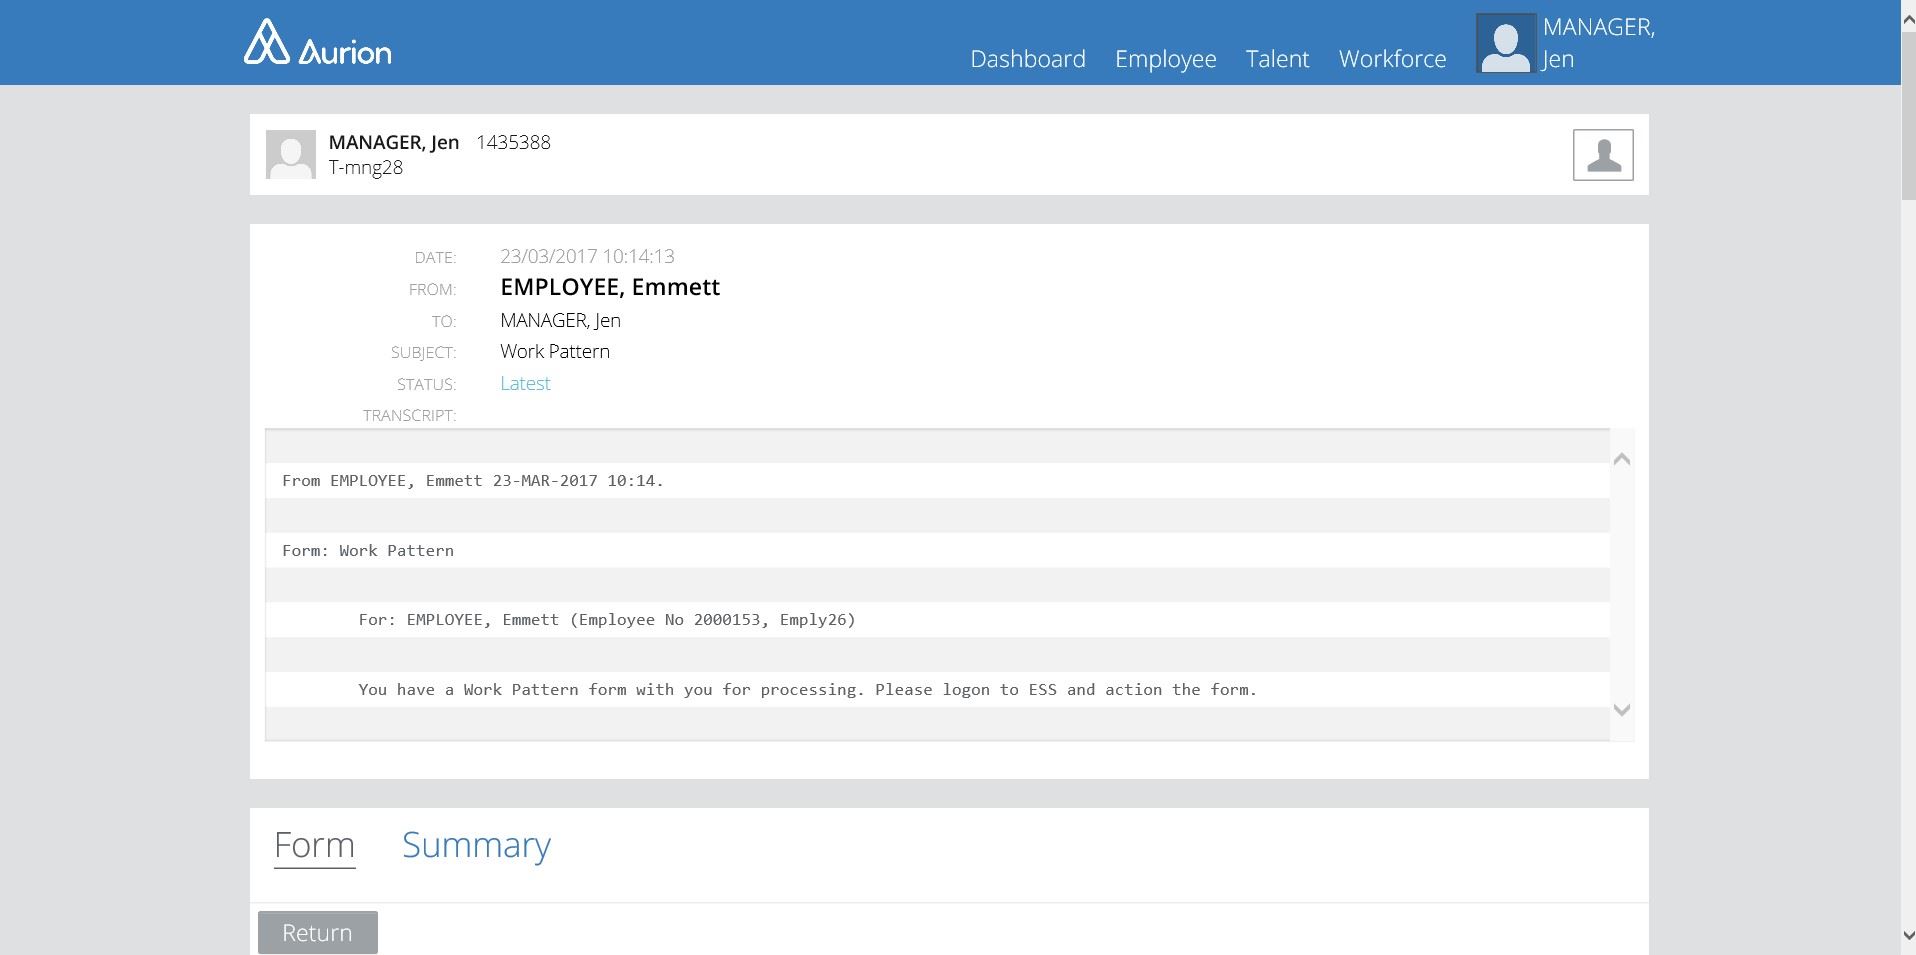 Aurion
Dashboard Employee Talent Workforce
MANAGER,
Jen
MANAGER, Jen 1435388
T-mng28
DATE: 23/03/2017 10:14:13
FROM: EMPLOYEE, Emmett
TO: MANAGER, Jen
SUBJECT: Work Pattern
STATUS: Latest
TRANSCRIPT:
From EMPLOYEE, Emmett 23-MAR-2017 10:14.
Form: Work Pattern
For: EMPLOYEE, Emmett (Employee No 2000153, Emply26)
You have a Work Pattern form with you for processing. Please logon to ESS and action the form.
Form Summary
Return